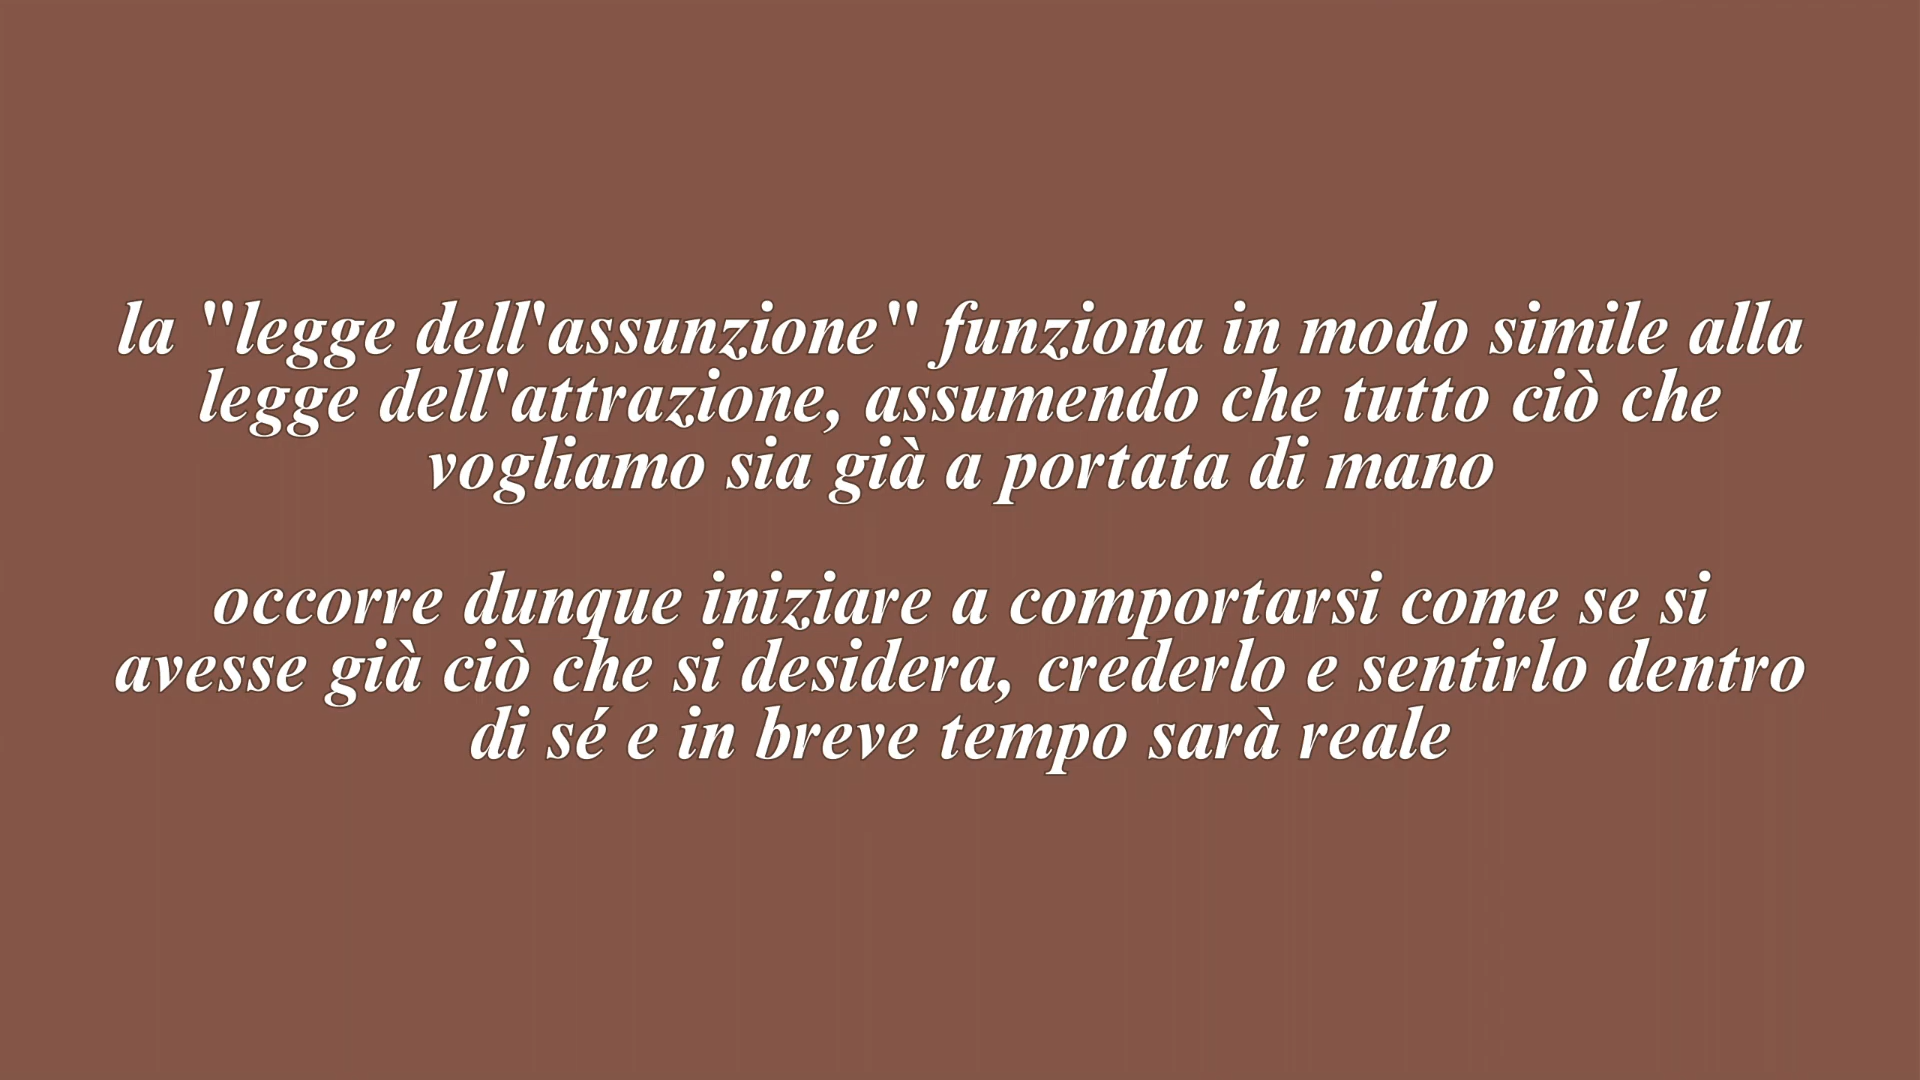 la "legge dell'assunzione" funziona in modo simile alla
legge dell'attrazione, assumendo che tutto ciò che
vogliamo sia già a portata di mano
occorre dunque iniziare a comportarsi come se si
avesse già ciò che si desidera, crederlo e sentirlo dentro
di sé e in breve tempo sarà reale